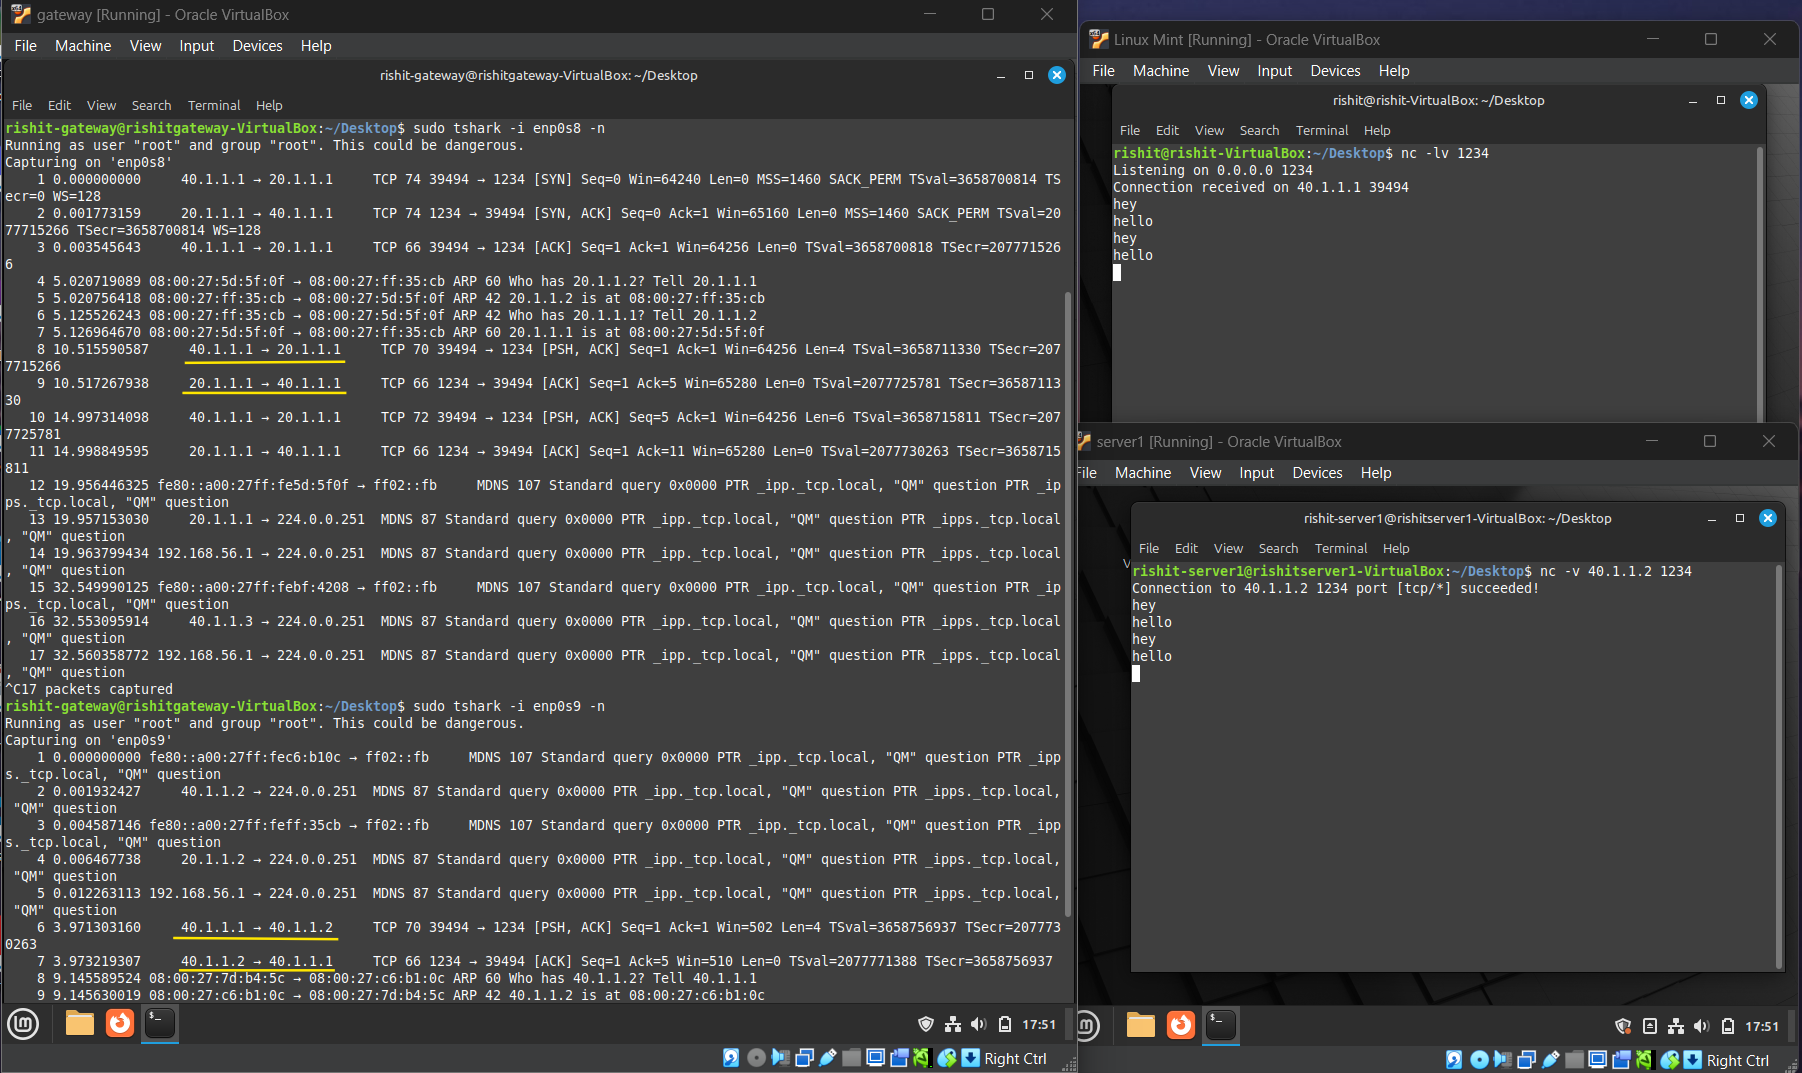 gateway [Running] - Oracle VirtualBox
File Machine View Input Devices Help
rishit-gateway@rishitgateway-VirtualBox: ~/Desktop
File Edit View Search Terminal Help
rishit-gateway@rishitgateway-VirtualBox:~/Desktop$ sudo tshark -i enp0s8 -n
Running as user "root" and group "root". This could be dangerous.
Capturing on 'enp0s8'
1 0.000000000 40.1.1.1 → 20.1.1.1 TCP 74 39494 → 1234 [SYN] Seq=0 Win=64240 Len=0 MSS=1460 SACK_PERM TSval=3658700814 TS
ecr=0 WS=128
2 0.001773159 20.1.1.1 → 40.1.1.1 TCP 74 1234 → 39494 [SYN, ACK] Seq=0 Ack=1 Win=65160 Len=0 MSS=1460 SACK_PERM TSval=20
77715266 TSecr=3658700814 WS=128
3 0.003545643 40.1.1.1 → 20.1.1.1 TCP 66 39494 → 1234 [ACK] Seq=1 Ack=1 Win=64256 Len=0 TSval=3658700818 TSecr=207771526
6
4 5.020719089 08:00:27:5d:5f:0f → 08:00:27:ff:35:cb ARP 60 Who has 20.1.1.2? Tell 20.1.1.1
5 5.020756418 08:00:27:ff:35:cb → 08:00:27:5d:5f:0f ARP 42 20.1.1.2 is at 08:00:27:ff:35:cb
6 5.125526243 08:00:27:ff:35:cb → 08:00:27:5d:5f:0f ARP 42 Who has 20.1.1.1? Tell 20.1.1.2
7 5.126964670 08:00:27:5d:5f:0f → 08:00:27:ff:35:cb ARP 60 20.1.1.1 is at 08:00:27:5d:5f:0f
8 10.515590587 40.1.1.1 → 20.1.1.1 TCP 70 39494 → 1234 [PSH, ACK] Seq=1 Ack=1 Win=64256 Len=4 TSval=3658711330 TSecr=207
7715266
9 10.517267938 20.1.1.1 → 40.1.1.1 TCP 66 1234 → 39494 [ACK] Seq=1 Ack=5 Win=65280 Len=0 TSval=2077725781 TSecr=36587113
30
10 14.997314098 40.1.1.1 → 20.1.1.1 TCP 72 39494 → 1234 [PSH, ACK] Seq=5 Ack=1 Win=64256 Len=6 TSval=3658715811 TSecr=207
7725781
11 14.998849595 20.1.1.1 → 40.1.1.1 TCP 66 1234 → 39494 [ACK] Seq=1 Ack=11 Win=65280 Len=0 TSval=2077730263 TSecr=3658715
811
12 19.956446325 fe80::a00:27ff:fe5d:5f0f → ff02::fb MDNS 107 Standard query 0x0000 PTR _ipp._tcp.local, "QM" question PTR _ip
ps._tcp.local, "QM" question
13 19.957153030 20.1.1.1 → 224.0.0.251 MDNS 87 Standard query 0x0000 PTR _ipp._tcp.local, "QM" question PTR _ipps._tcp.local
, "QM" question
14 19.963799434 192.168.56.1 → 224.0.0.251 MDNS 87 Standard query 0x0000 PTR _ipp._tcp.local, "QM" question PTR _ipps._tcp.local
, "QM" question
15 32.549990125 fe80::a00:27ff:febf:4208 → ff02::fb MDNS 107 Standard query 0x0000 PTR _ipp._tcp.local, "QM" question PTR _ip
ps._tcp.local, "QM" question
16 32.553095914 40.1.1.3 → 224.0.0.251 MDNS 87 Standard query 0x0000 PTR _ipp._tcp.local, "QM" question PTR _ipps._tcp.local
, "QM" question
17 32.560358772 192.168.56.1 → 224.0.0.251 MDNS 87 Standard query 0x0000 PTR _ipp._tcp.local, "QM" question PTR _ipps._tcp.local
, "QM" question
^C17 packets captured
rishit-gateway@rishitgateway-VirtualBox:~/Desktop$ sudo tshark -i enp0s9 -n
Running as user "root" and group "root". This could be dangerous.
Capturing on 'enp0s9'
1 0.000000000 fe80::a00:27ff:fec6:b10c → ff02::fb MDNS 107 Standard query 0x0000 PTR _ipp._tcp.local, "QM" question PTR _ipp
s._tcp.local, "QM" question
2 0.001932427 40.1.1.2 → 224.0.0.251 MDNS 87 Standard query 0x0000 PTR _ipp._tcp.local, "QM" question PTR _ipps._tcp.local,
"QM" question
3 0.004587146 fe80::a00:27ff:feff:35cb → ff02::fb MDNS 107 Standard query 0x0000 PTR _ipp._tcp.local, "QM" question PTR _ipp
s._tcp.local, "QM" question
4 0.006467738 20.1.1.2 → 224.0.0.251 MDNS 87 Standard query 0x0000 PTR _ipp._tcp.local, "QM" question PTR _ipps._tcp.local,
"QM" question
5 0.012263113 192.168.56.1 → 224.0.0.251 MDNS 87 Standard query 0x0000 PTR _ipp._tcp.local, "QM" question PTR _ipps._tcp.local,
"QM" question
6 3.971303160 40.1.1.1 → 40.1.1.2 TCP 70 39494 → 1234 [PSH, ACK] Seq=1 Ack=1 Win=502 Len=4 TSval=3658756937 TSecr=207773
0263
7 3.973219307 40.1.1.2 → 40.1.1.1 TCP 66 1234 → 39494 [ACK] Seq=1 Ack=5 Win=510 Len=0 TSval=2077771388 TSecr=3658756937
8 9.145589524 08:00:27:7d:b4:5c → 08:00:27:c6:b1:0c ARP 60 Who has 40.1.1.2? Tell 40.1.1.1
9 9.145630019 08:00:27:c6:b1:0c → 08:00:27:7d:b4:5c ARP 42 40.1.1.2 is at 08:00:27:c6:b1:0c
17:51
Right Ctrl
Linux Mint [Running] - Oracle VirtualBox
File Machine View Input Devices Help
rishit@rishit-VirtualBox: ~/Desktop
File Edit View Search Terminal Help
rishit@rishit-VirtualBox:~/Desktop$ nc -lv 1234
Listening on 0.0.0.0 1234
Connection received on 40.1.1.1 39494
hey
hello
hey
hello
server1 [Running] - Oracle VirtualBox
File Machine View Input Devices Help
rishit-server1@rishitserver1-VirtualBox: ~/Desktop
File Edit View Search Terminal Help
rishit-server1@rishitserver1-VirtualBox:~/Desktop$ nc -v 40.1.1.2 1234
Connection to 40.1.1.2 1234 port [tcp/*] succeeded!
hey
hello
hey
hello
17:51
Right Ctrl